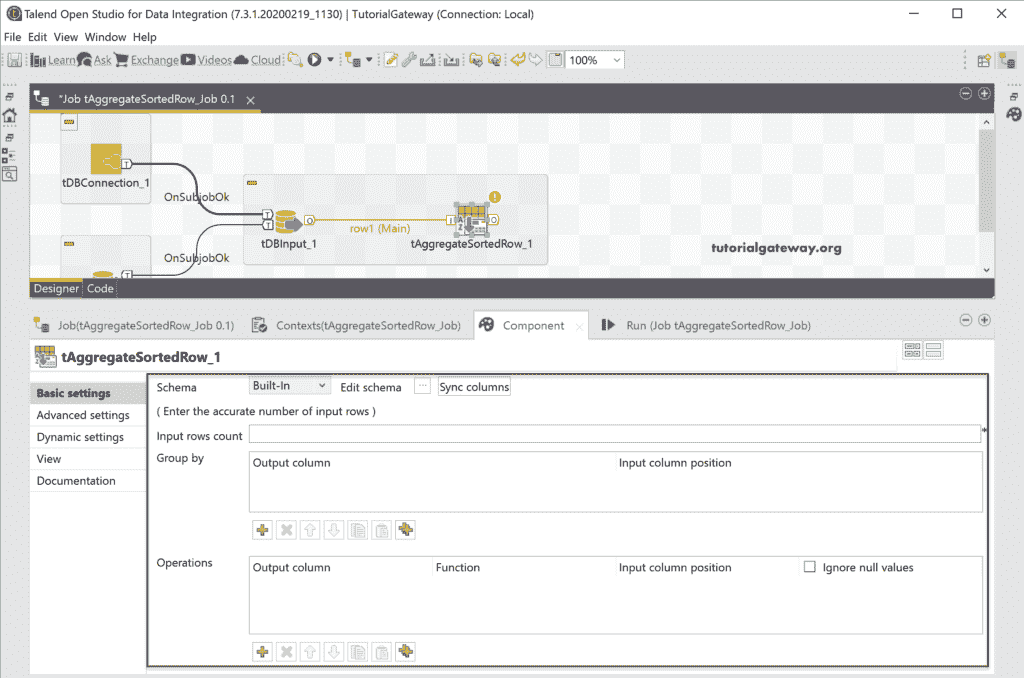 Talend Open Studio for Data Integration (7.3.1.20200219_1130) | TutorialGateway (Connection: Local)
File Edit View Window Help
Learn Ask Exchange Videos Cloud 100%
*Job tAggregateSortedRow_Job 0.1
T
tDBConnection_1
OnSubjobOk
T
T O I A Z O
row1 (Main)
tDBInput_1 tAggregateSortedRow_1
tutorialgateway.org
OnSubjobOk
T
Designer Code
Job(tAggregateSortedRow_Job 0.1) Contexts(tAggregateSortedRow_Job) Component Run (Job tAggregateSortedRow_Job)
tAggregateSortedRow_1
Basic settings
Advanced settings
Dynamic settings
View
Documentation
Schema Built-In Edit schema ... Sync columns
( Enter the accurate number of input rows )
Input rows count *
Group by
Output column Input column position
Operations
Output column Function Input column position Ignore null values